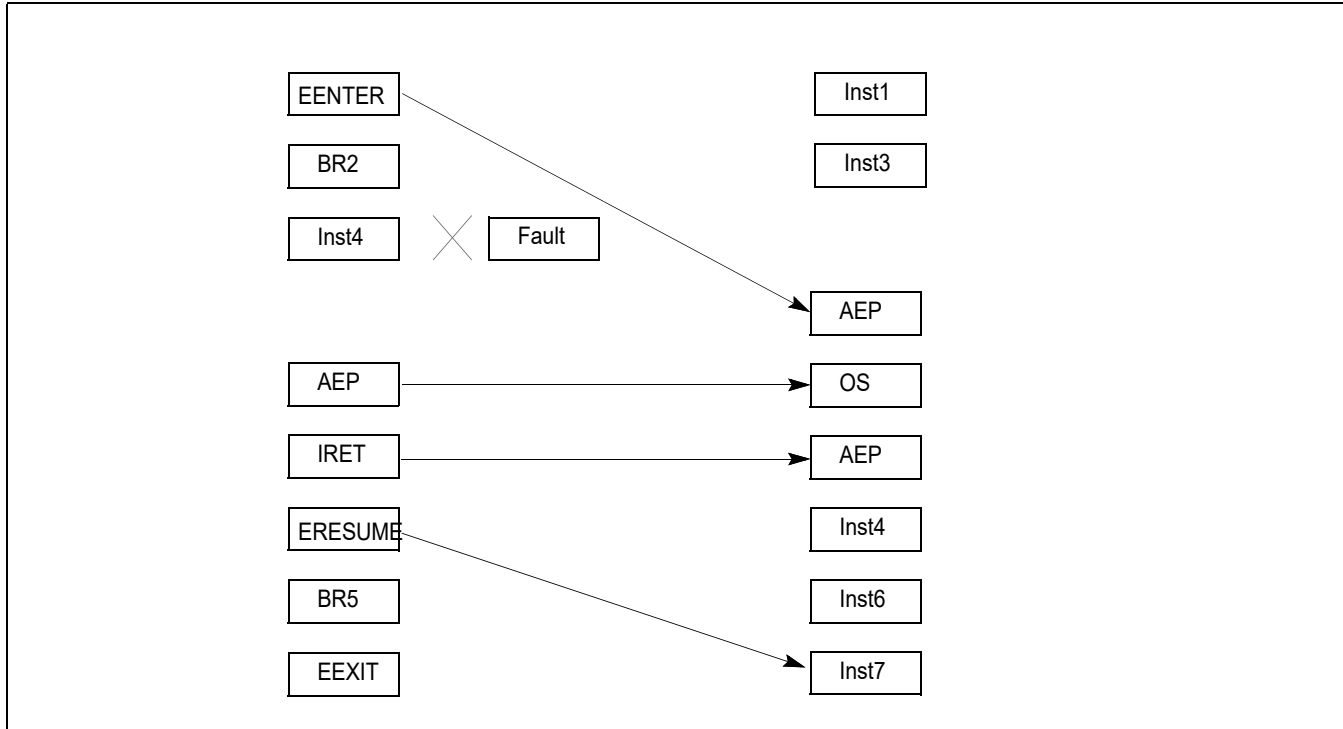 EENTER
Inst1
BR2
Inst3
Inst4
Fault
AEP
AEP
OS
IRET
AEP
ERESUME
Inst4
BR5
Inst6
EEXIT
Inst7